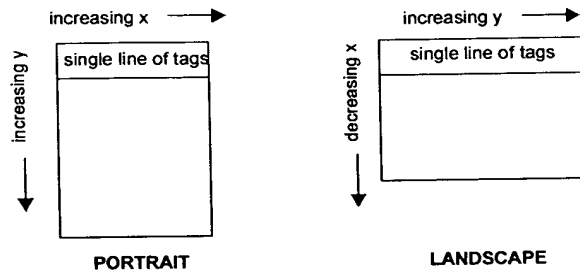 increasing x
increasing y
single line of tags
PORTRAIT
increasing y
decreasing x
single line of tags
LANDSCAPE